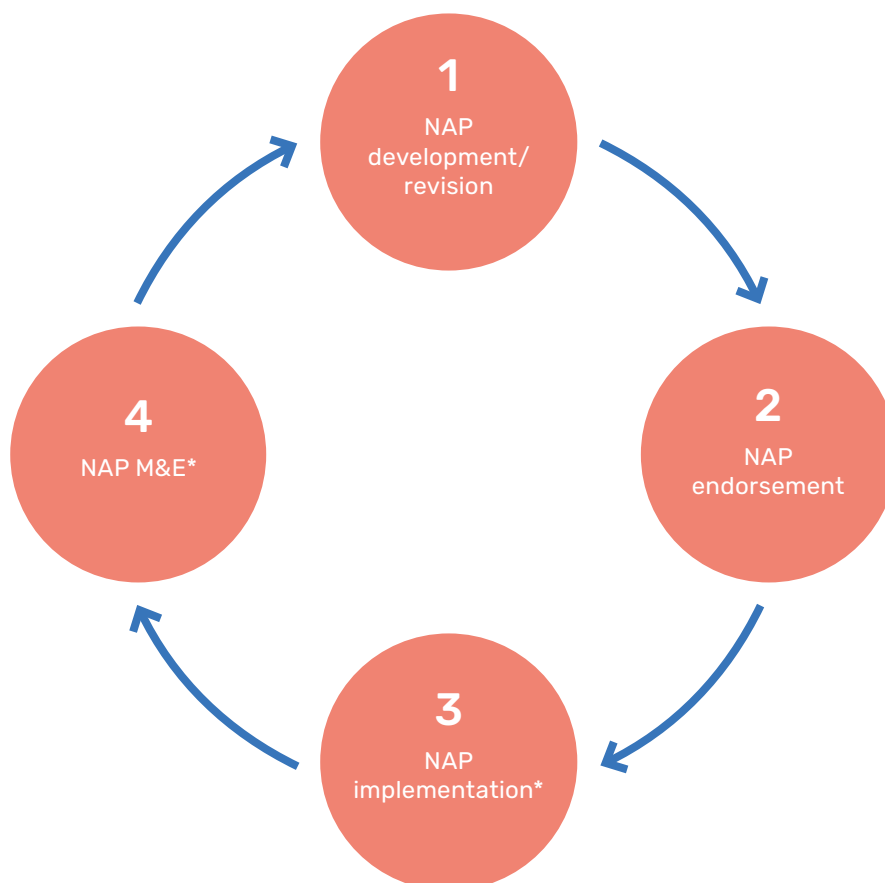 1
NAP
development/
revision
2
NAP
endorsement
3
NAP
implementation*
4
NAP M&E*